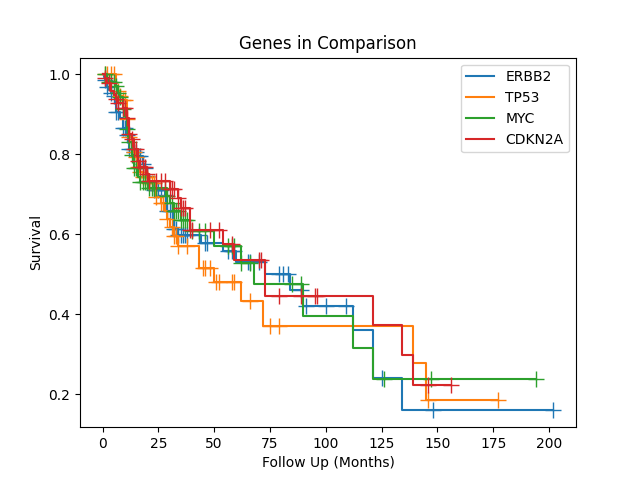 Genes in Comparison
ERBB2
TP53
MYC
CDKN2A
1.0
0.8
0.6
0.4
0.2
Survival
0
25
50
75
100
125
150
175
200
Follow Up (Months)